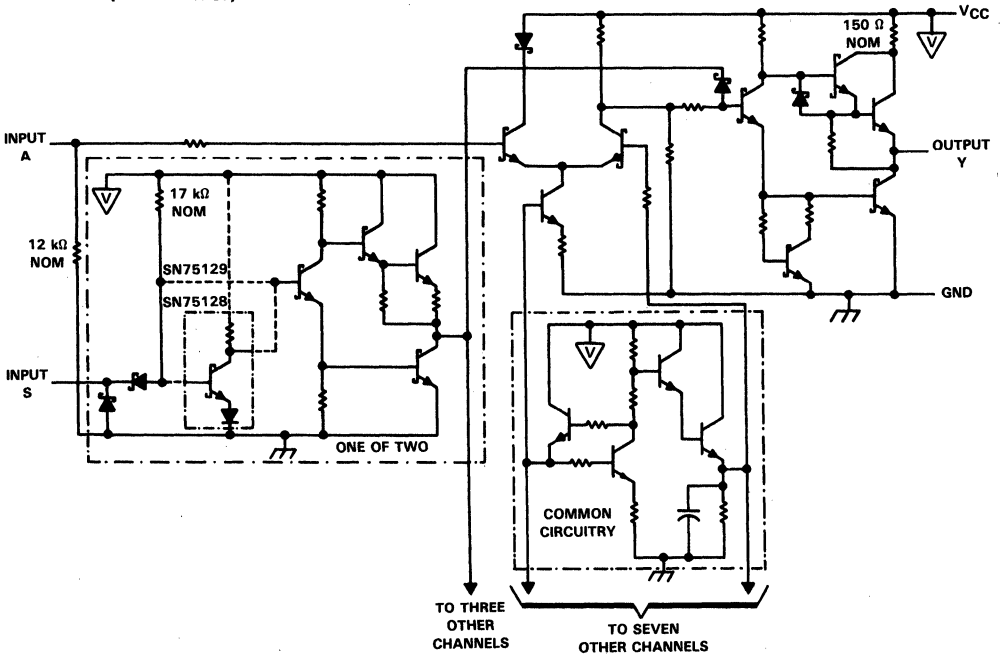 VCC
150 Ω
NOM
V
INPUT
A
OUTPUT
Y
V
17 kΩ
NOM
12 kΩ
NOM
SN75129
SN75128
GND
INPUT
S
V
ONE OF TWO
COMMON
CIRCUITRY
TO THREE
OTHER
CHANNELS
TO SEVEN
OTHER CHANNELS